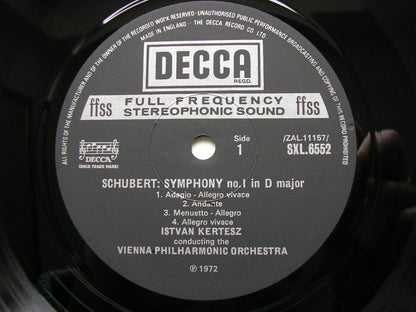 ALL RIGHTS OF THE MANUFACTURER AND OF THE OWNER OF THE RECORDED WORK RESERVED · UNAUTHORISED PUBLIC PERFORMANCE BROADCASTING AND COPYING OF THIS RECORD PROHIBITED
MADE IN ENGLAND · THE DECCA RECORD CO LTD
DECCA
REGD.
ffss FULL FREQUENCY ffss
STEREOPHONIC SOUND
Side
1
/ZAL.11157/
SXL.6552
DECCA
(REGD. TRADE MARK)
SCHUBERT: SYMPHONY no.1 in D major
1. Adagio - Allegro vivace
2. Andante
3. Menuetto - Allegro
4. Allegro vivace
ISTVAN KERTESZ
conducting the
VIENNA PHILHARMONIC ORCHESTRA
℗ 1972